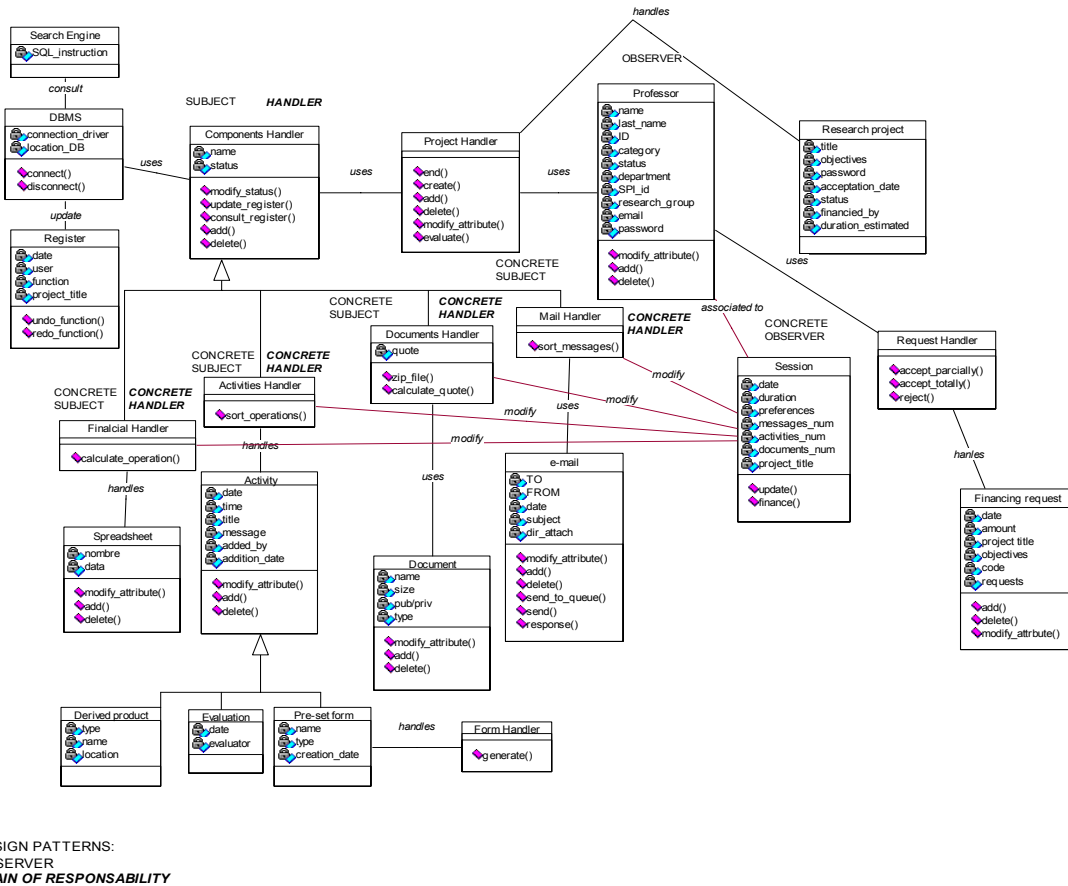 handles
Search Engine
SQL_instruction
consult
OBSERVER
SUBJECT HANDLER
DBMS
connection_driver
location_DB
connect()
disconnect()
uses
update
Components Handler
name
status
modify_status()
update_register()
consult_register()
add()
delete()
uses
Project Handler
end()
create()
add()
delete()
modify_attribute()
evaluate()
uses
Professor
name
last_name
ID
category
status
department
SPI_id
research_group
email
password
modify_attribute()
add()
delete()
Research project
title
objectives
password
acceptation_date
status
financied_by
duration_estimated
uses
Register
date
user
function
project_title
undo_function()
redo_function()
CONCRETE
SUBJECT
CONCRETE
SUBJECT
CONCRETE
HANDLER
associated to
Documents Handler
quote
zip_file()
calculate_quote()
Mail Handler
sort_messages()
CONCRETE
HANDLER
CONCRETE
OBSERVER
Request Handler
accept_parcially()
accept_totally()
reject()
CONCRETE
SUBJECT
CONCRETE
HANDLER
Activities Handler
sort_operations()
modify
modify
uses
modify
Session
date
duration
preferences
messages_num
activities_num
documents_num
project_title
update()
finance()
CONCRETE
SUBJECT
CONCRETE
HANDLER
Finalcial Handler
calculate_operation()
handles
modify
handles
uses
hanles
Activity
date
time
title
message
added_by
addition_date
modify_attribute()
add()
delete()
e-mail
TO
FROM
date
subject
dir_attach
modify_attribute()
add()
delete()
send_to_queue()
send()
response()
Financing request
date
amount
project title
objectives
code
requests
add()
delete()
modify_attrbute()
Spreadsheet
nombre
data
modify_attribute()
add()
delete()
Document
name
size
pub/priv
type
modify_attribute()
add()
delete()
Derived product
type
name
location
Evaluation
date
evaluator
Pre-set form
name
type
creation_date
handles
Form Handler
generate()
SIGN PATTERNS:
SERVER
AIN OF RESPONSABILITY